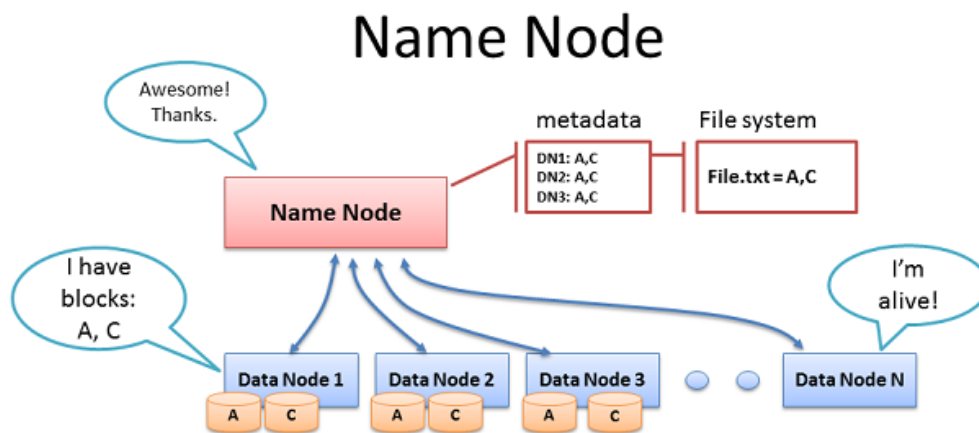 Name Node
Awesome!
Thanks.
metadata
File system
DN1: A,C
DN2: A,C
DN3: A,C
File.txt = A,C
Name Node
I have
blocks:
A, C
I'm
alive!
Data Node 1
Data Node 2
Data Node 3
Data Node N
A
C
A
C
A
C